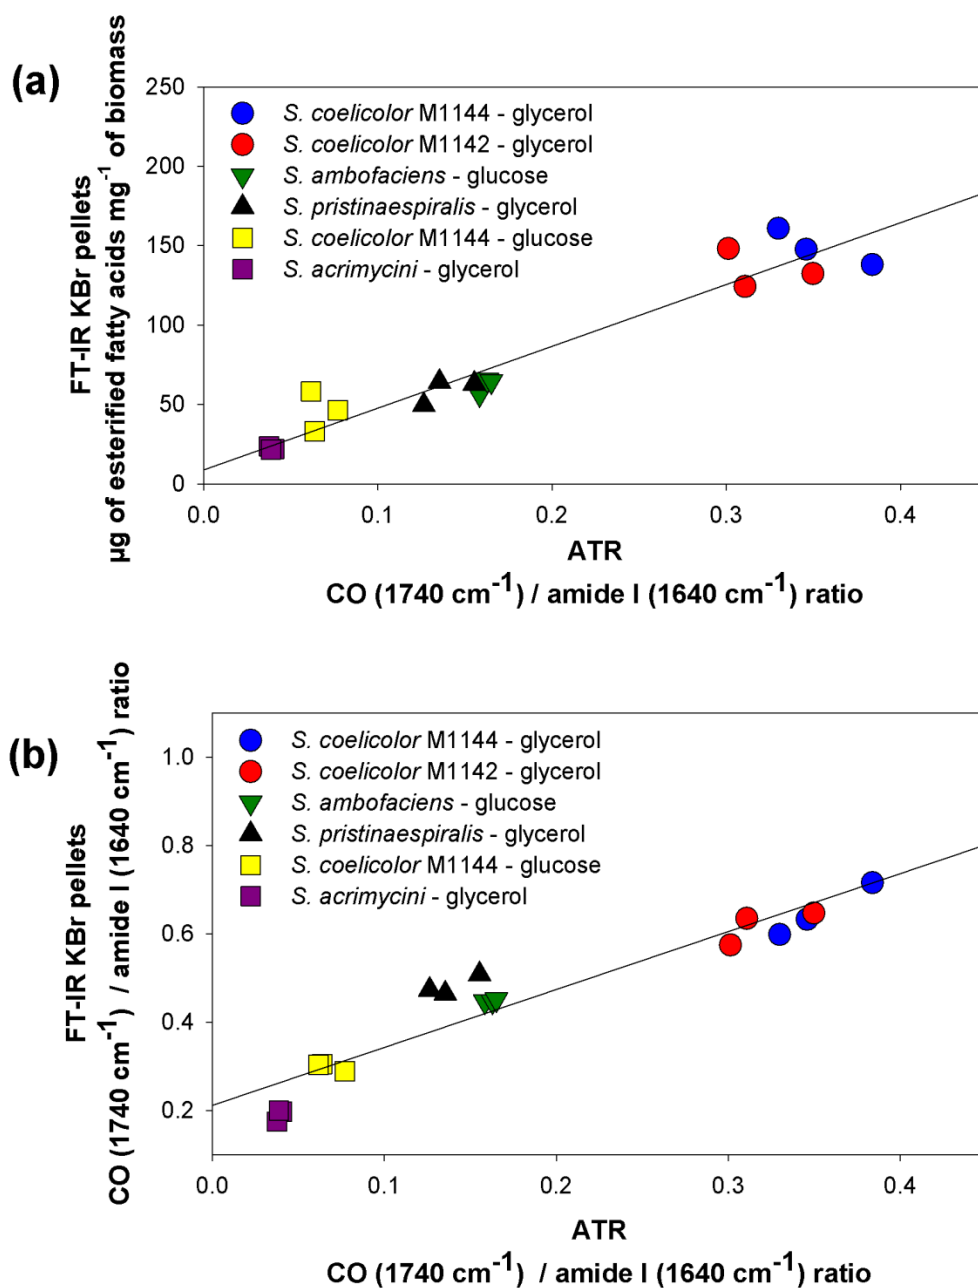 (a)
FT-IR KBr pellets
µg of esterified fatty acids mg⁻¹ of biomass
250
200
150
100
50
0
S. coelicolor M1144 - glycerol
S. coelicolor M1142 - glycerol
S. ambofaciens - glucose
S. pristinaespiralis - glycerol
S. coelicolor M1144 - glucose
S. acrimycini - glycerol
0.0 0.1 0.2 0.3 0.4
ATR
CO (1740 cm⁻¹) / amide I (1640 cm⁻¹) ratio
(b)
FT-IR KBr pellets
CO (1740 cm⁻¹) / amide I (1640 cm⁻¹) ratio
1.0
0.8
0.6
0.4
0.2
S. coelicolor M1144 - glycerol
S. coelicolor M1142 - glycerol
S. ambofaciens - glucose
S. pristinaespiralis - glycerol
S. coelicolor M1144 - glucose
S. acrimycini - glycerol
0.0 0.1 0.2 0.3 0.4
ATR
CO (1740 cm⁻¹) / amide I (1640 cm⁻¹) ratio